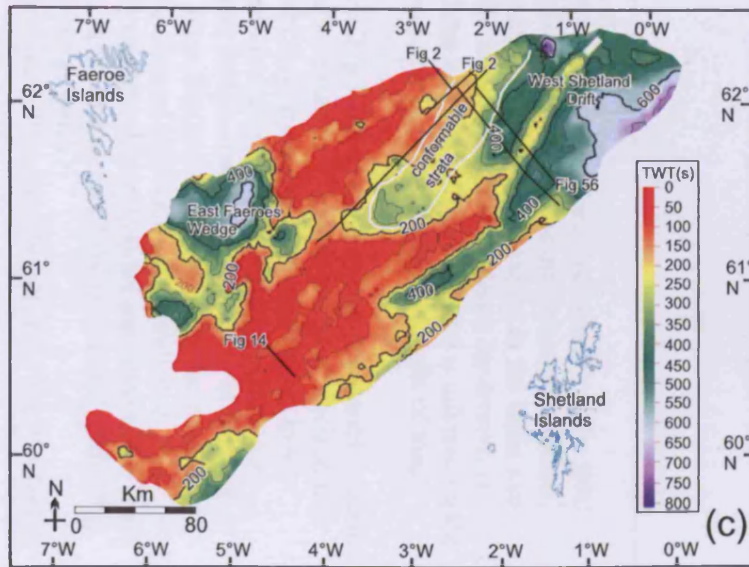 7°W 6°W 5°W 4°W 3°W 2°W 1°W 0°W
Faeroe
Islands
Fig 2
Fig 2
West Shetland
Drift
62°
N
600
62°
N
400
conformable
strata
400
East Faeroes
Wedge
Fig 56
TWT(s)
0
50
100
150
200
250
300
350
400
450
500
550
600
650
700
750
800
200
400
61°
N
200
200
61°
N
400
200
Fig 14
Shetland
Islands
60°
N
200
60°
N
N
Km
0 80
(c)
7°W 6°W 5°W 4°W 3°W 2°W 1°W 0°W